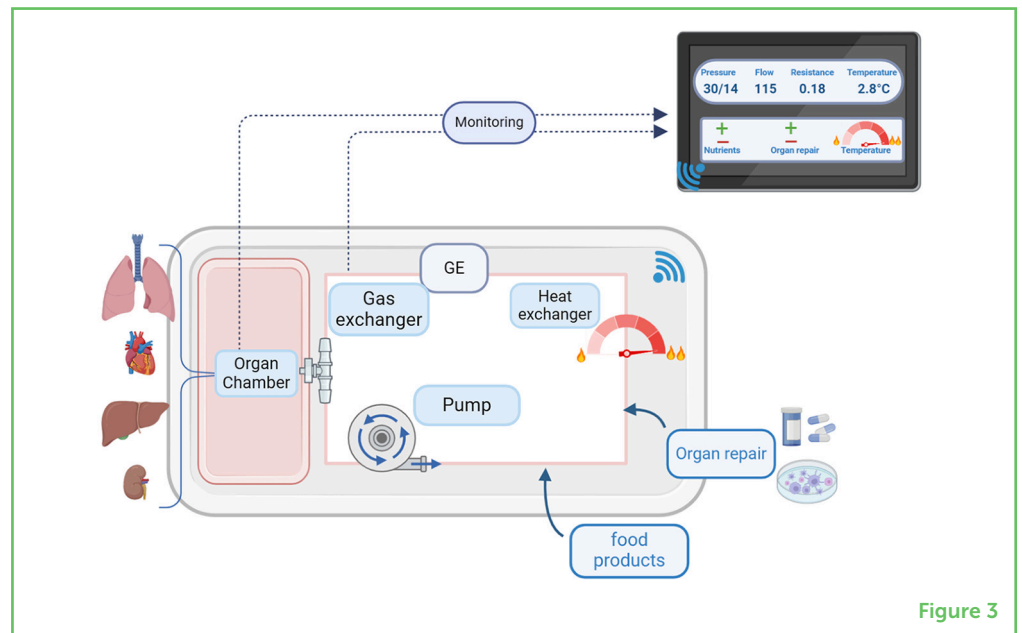 Pressure Flow Resistance Temperature
30/14 115 0.18 2.8°C
+ +
− −
Nutrients Organ repair Temperature
Monitoring
GE
Gas
exchanger
Heat
exchanger
Organ
Chamber
Pump
Organ repair
food
products
Figure 3